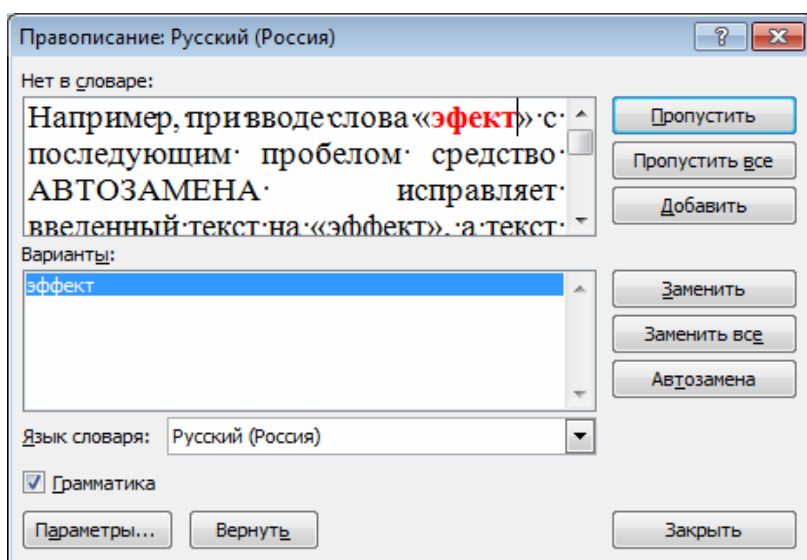 Правописание: Русский (Россия)
Нет в словаре:
Например, при вводе слова «эфект» с
последующим пробелом средство
АВТОЗАМЕНА исправляет
введенный текст на «эффект», а текст
Пропустить
Пропустить все
Добавить
Варианты:
эффект
Заменить
Заменить все
Автозамена
Язык словаря: Русский (Россия)
Грамматика
Параметры... Вернуть Закрыть